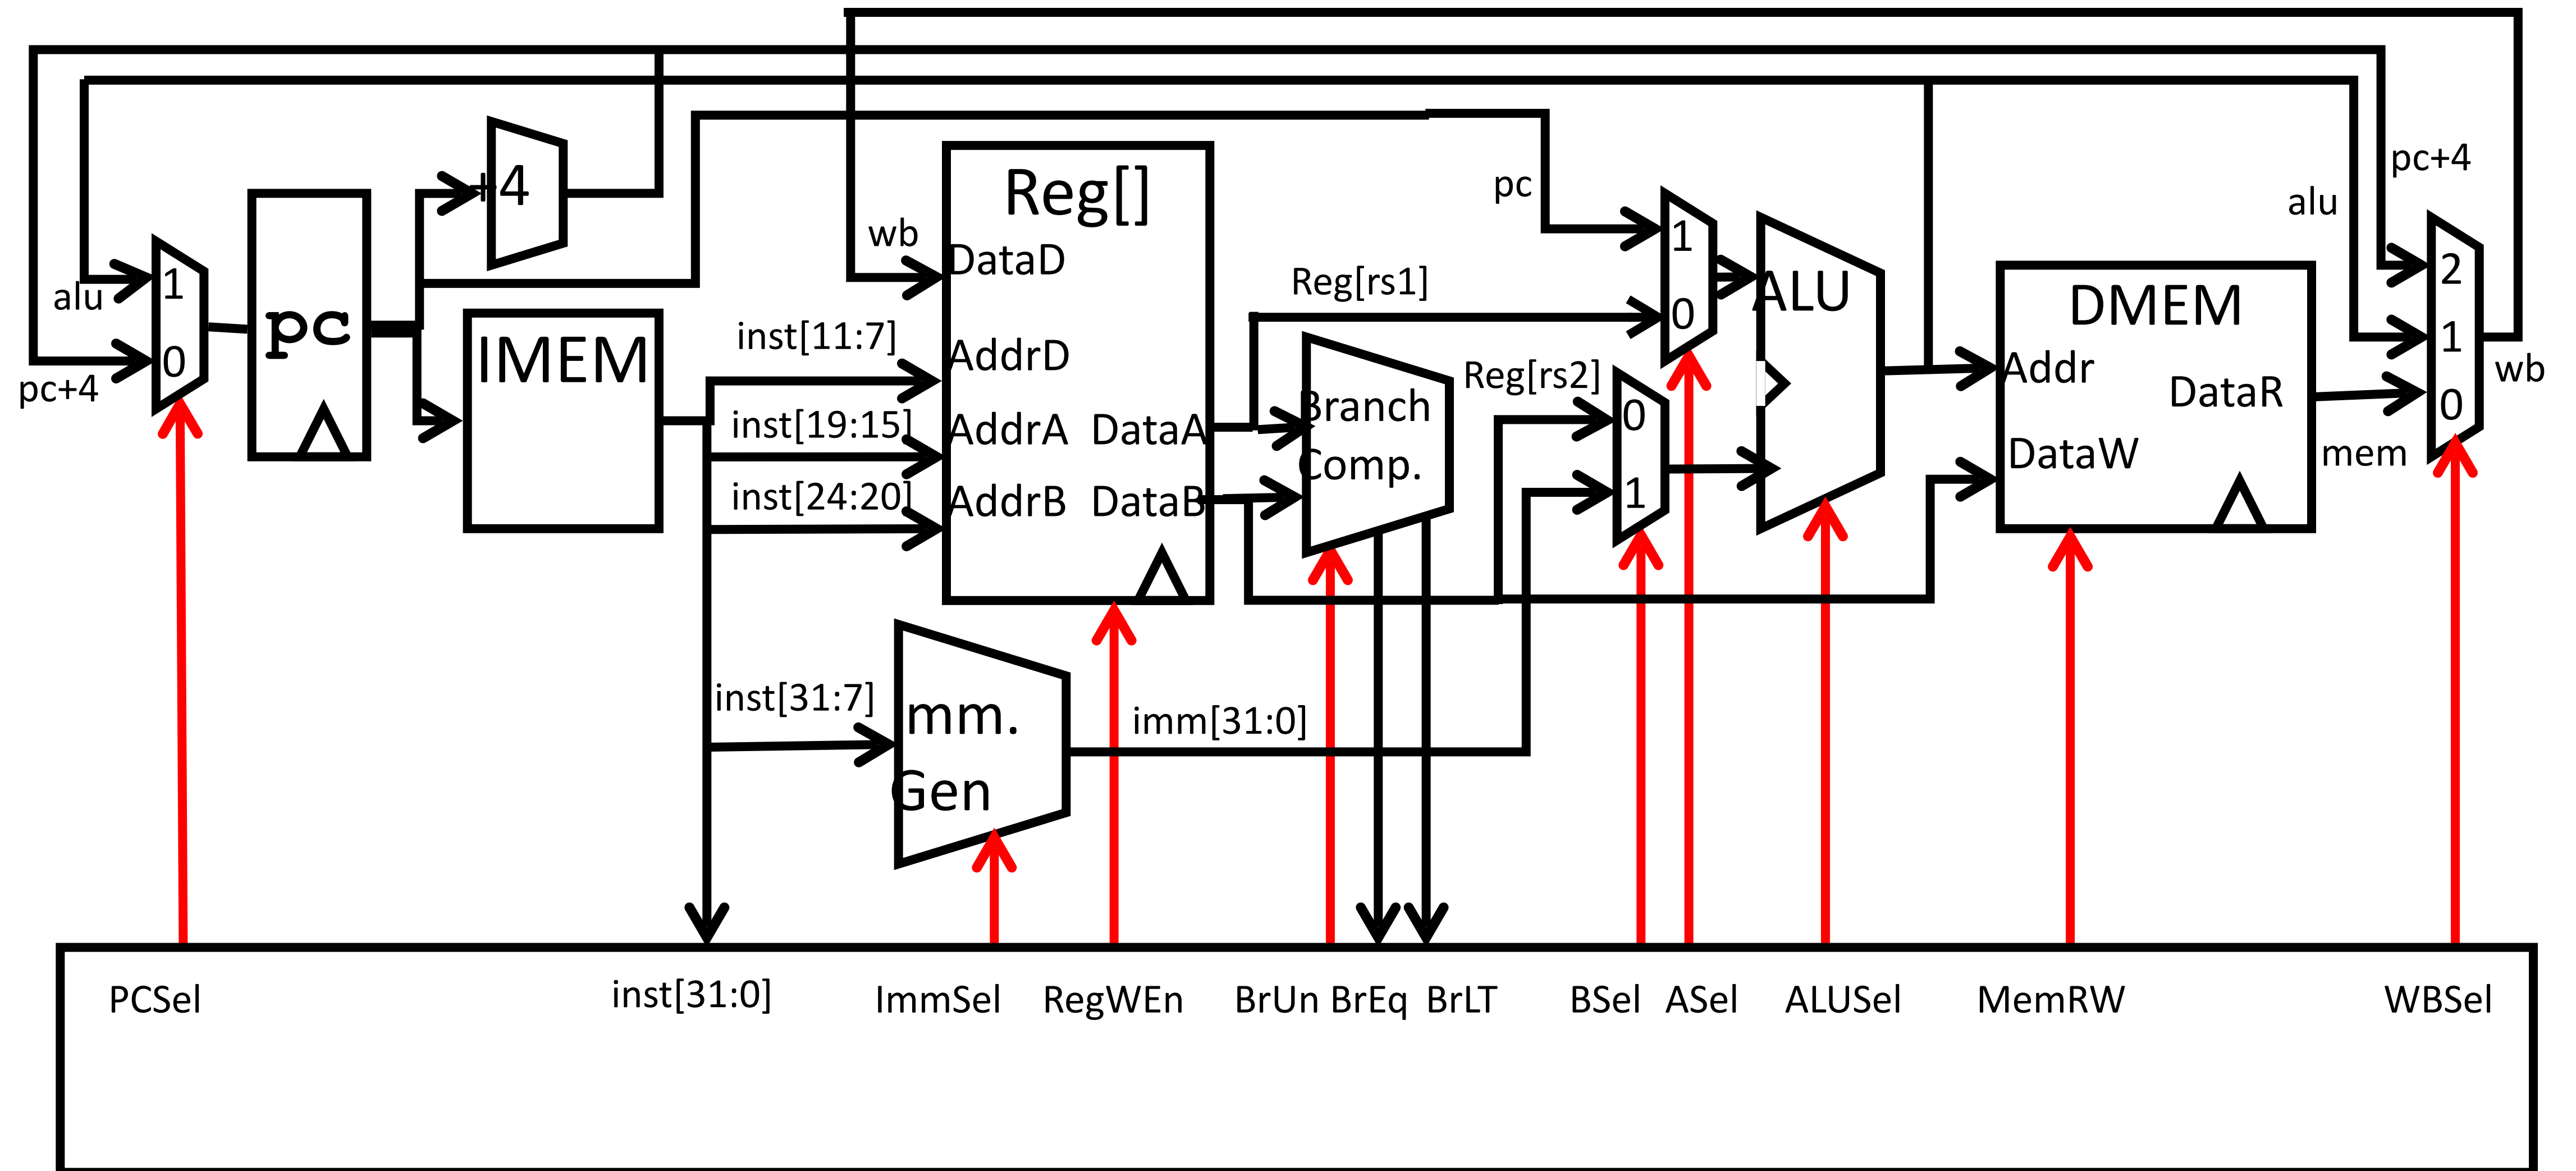 pc+4
alu
pc
+4
Reg[]
wb
DataD
Reg[rs1]
1
ALU
2
DMEM
alu
1
0
pc+4
pc
IMEM
inst[11:7]
AddrD
0
Reg[rs2]
Addr
DataR
1
wb
inst[19:15]
AddrA
DataA
Branch
Comp.
0
0
mem
inst[24:20]
AddrB
DataB
1
DataW
inst[31:7]
mm.
Gen
imm[31:0]
PCSel
inst[31:0]
ImmSel
RegWEn
BrUn
BrEq
BrLT
BSel
ASel
ALUSel
MemRW
WBSel